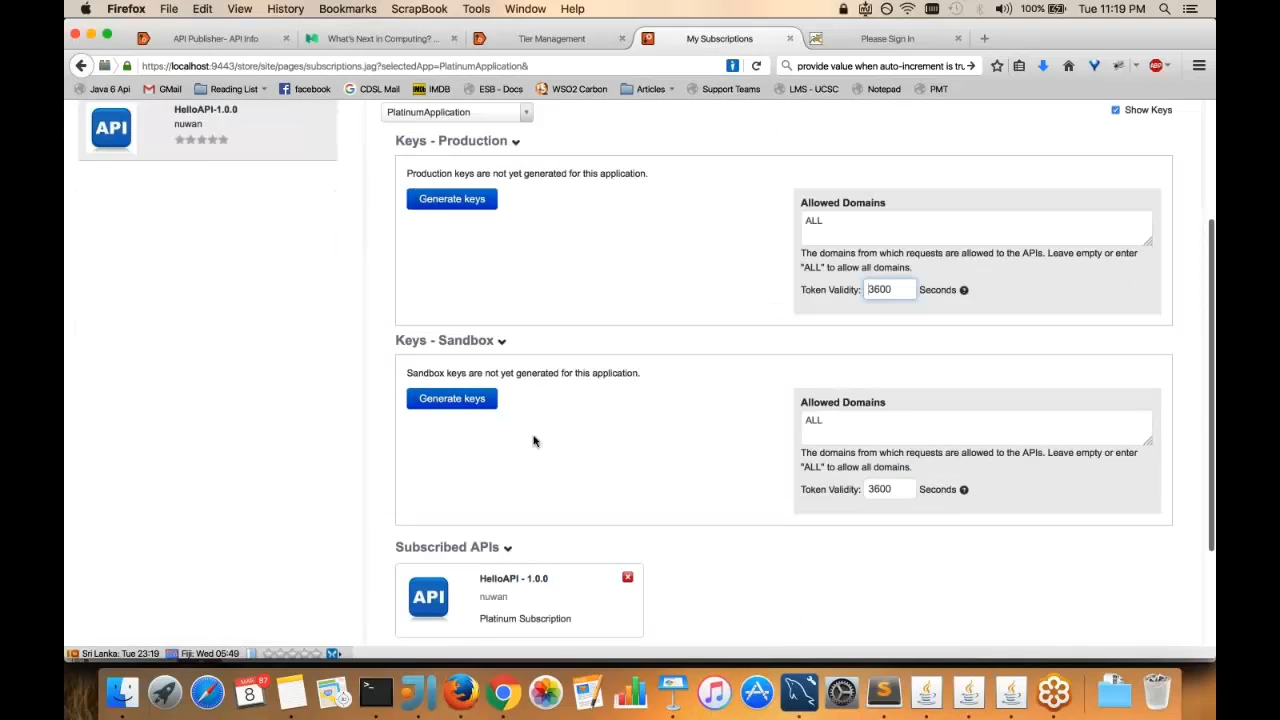 Firefox File Edit View History Bookmarks ScrapBook Tools Window Help 100% Tue 11:19 PM
API Publisher- API Info What's Next in Computing? ... Tier Management My Subscriptions Please Sign In
https://localhost:9443/store/site/pages/subscriptions.jag?selectedApp=PlatinumApplication& provide value when auto-increment is tru
Java 6 Api GMail Reading List facebook CDSL Mail IMDb IMDB ESB - Docs WSO2 Carbon Articles Support Teams LMS - UCSC Notepad PMT
HelloAPI-1.0.0
nuwan
API
PlatinumApplication
Show Keys
Keys - Production
Production keys are not yet generated for this application.
Generate keys
Allowed Domains
ALL
The domains from which requests are allowed to the APIs. Leave empty or enter
"ALL" to allow all domains.
Token Validity: 3600 Seconds
Keys - Sandbox
Sandbox keys are not yet generated for this application.
Generate keys
Allowed Domains
ALL
The domains from which requests are allowed to the APIs. Leave empty or enter
"ALL" to allow all domains.
Token Validity: 3600 Seconds
Subscribed APIs
HelloAPI - 1.0.0
API
nuwan
Platinum Subscription
Sri Lanka: Tue 23:19 Fiji: Wed 05:49
MAR
8
87